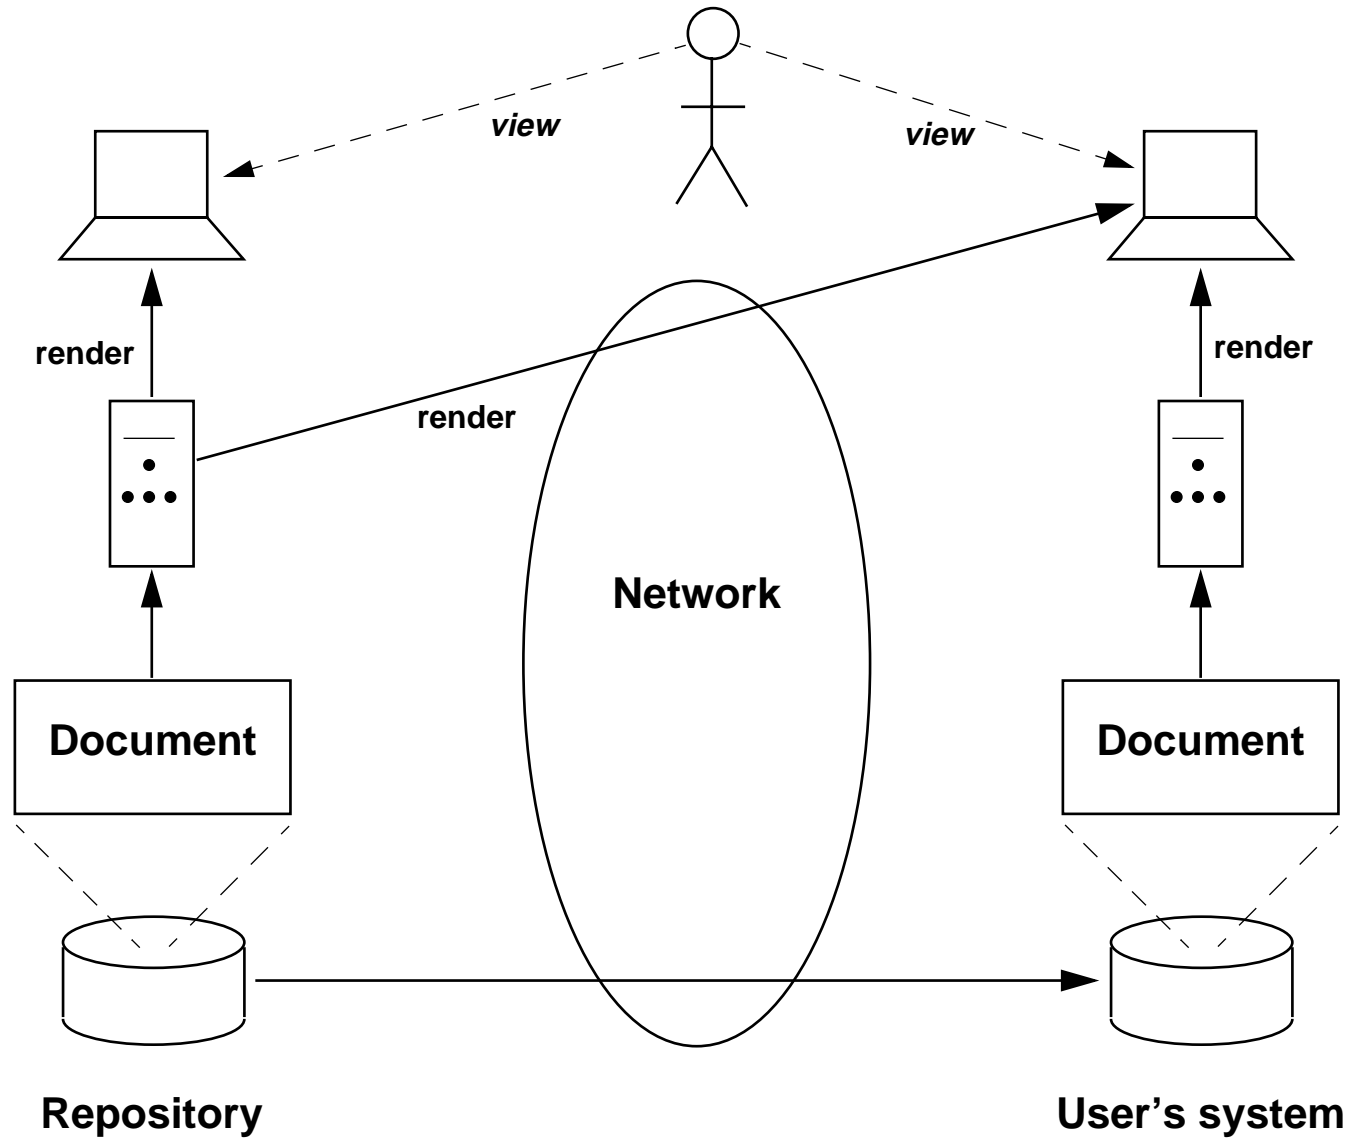 view
view
render
render
render
Network
Document
Document
Repository
User’s system